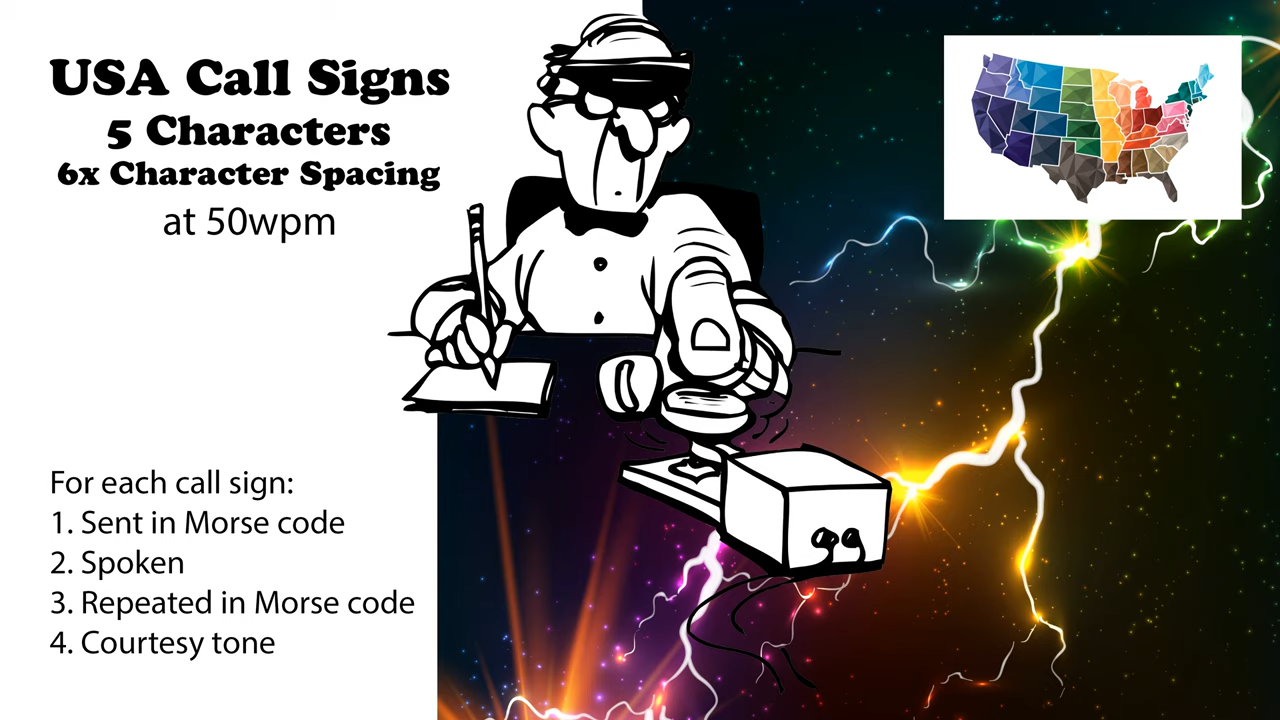 USA Call Signs
5 Characters
6x Character Spacing
at 50wpm
For each call sign:
1. Sent in Morse code
2. Spoken
3. Repeated in Morse code
4. Courtesy tone